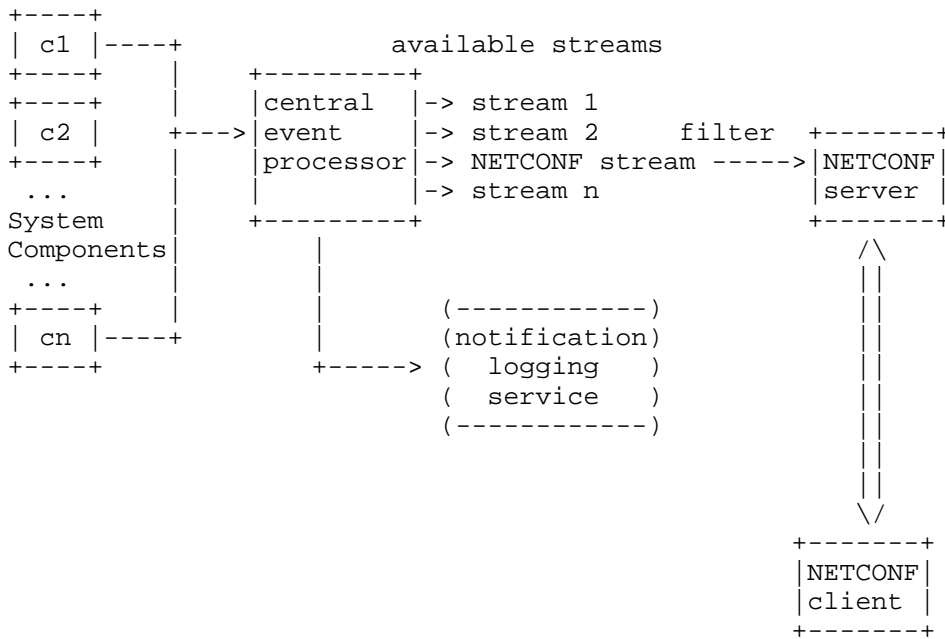 +----+
| c1 |----+             available streams
+----+    |    +---------+
+----+    |    |central  |-> stream 1
| c2 |    +--->|event    |-> stream 2     filter  +-------+
+----+    |    |processor|-> NETCONF stream ----->|NETCONF|
 ...      |    |         |-> stream n             |server |
System    |    +---------+                        +-------+
Components|        |                                /\
 ...      |        |                                ||
+----+    |        |       (------------)           ||
| cn |----+        |       (notification)           ||
+----+             +-----> (  logging   )           ||
                           (  service   )           ||
                           (------------)           ||
                                                    ||
                                                    ||
                                                    \/
                                                +-------+
                                                |NETCONF|
                                                |client |
                                                +-------+